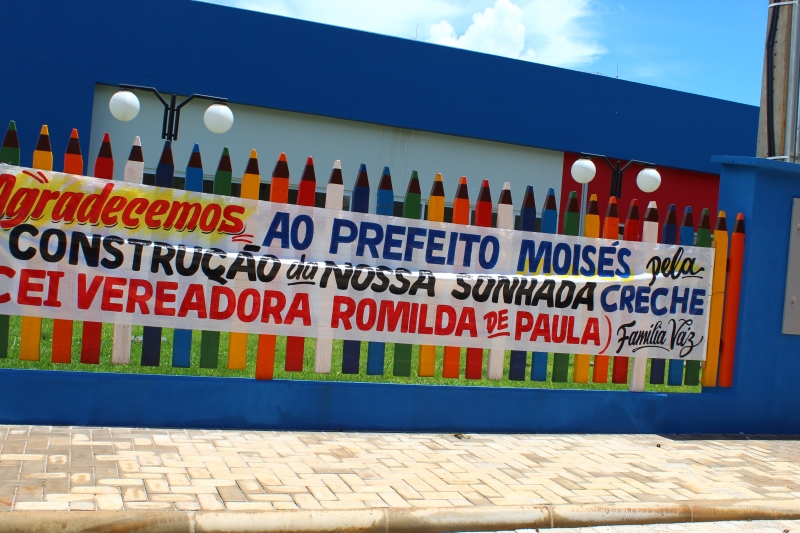 Agradecemos AO PREFEITO MOISÉS pela
CONSTRUÇÃO da NOSSA SONHADA CRECHE
CEI VEREADORA ROMILDA DE PAULA) Família Vaz